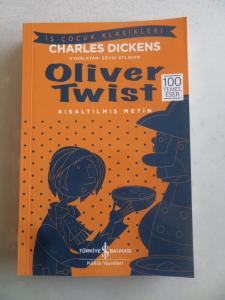 İŞ ÇOCUK KLASİKLERİ
CHARLES DICKENS
UYARLAYAN: SEVGİ ATLIHAN
Oliver
Twist
100
TEMEL
ESER
KISALTILMIŞ METİN
TÜRKİYE BANKASI
Kültür Yayınları